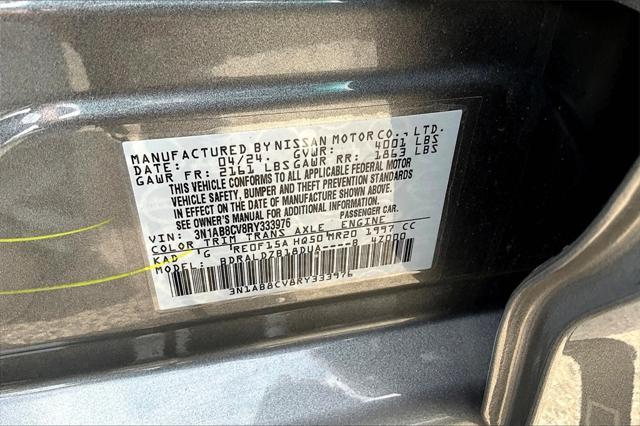 MANUFACTURED BY NISSAN MOTOR CO., LTD.
DATE: 04/24 GVWR: 4001 LBS
GAWR FR: 2161 LBS GAWR RR: 1863 LBS
THIS VEHICLE CONFORMS TO ALL APPLICABLE FEDERAL MOTOR
VEHICLE SAFETY, BUMPER AND THEFT PREVENTION STANDARDS
IN EFFECT ON THE DATE OF MANUFACTURE SHOWN ABOVE.
SEE OWNER'S MANUAL OR INFORMATION. PASSENGER CAR.
VIN: 3N1AB8CV8RY333976
COLOR TRIM TRANS AXLE ENGINE
KAD G RE0F15A HQ50 MR20 1997 CC
MODEL: BDRALDZB18DUA----B 47000
3N1AB8CV8RY333976